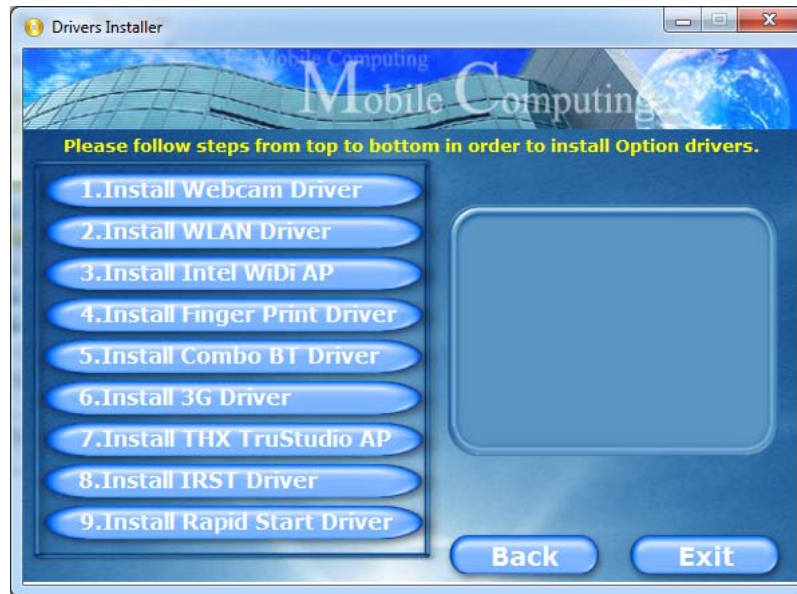 Drivers Installer
Mobile Computing
Mobile Computing
Please follow steps from top to bottom in order to install Option drivers.
1.Install Webcam Driver
2.Install WLAN Driver
3.Install Intel WiDi AP
4.Install Finger Print Driver
5.Install Combo BT Driver
6.Install 3G Driver
7.Install THX TruStudio AP
8.Install IRST Driver
9.Install Rapid Start Driver
Back
Exit